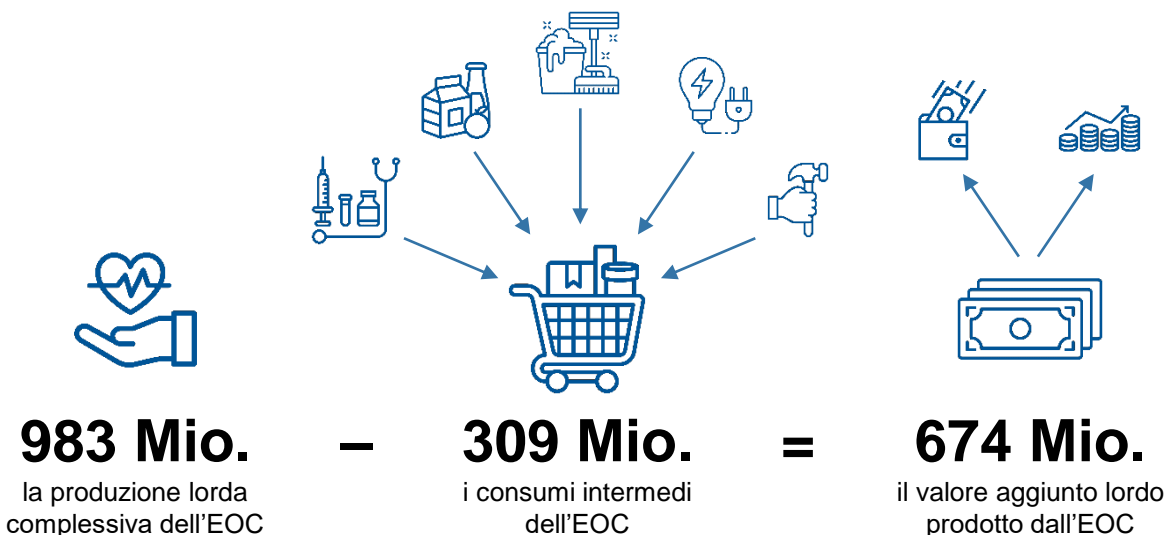 983 Mio.
–
309 Mio.
=
674 Mio.
la produzione lorda
complessiva dell’EOC
i consumi intermedi
dell’EOC
il valore aggiunto lordo
prodotto dall’EOC